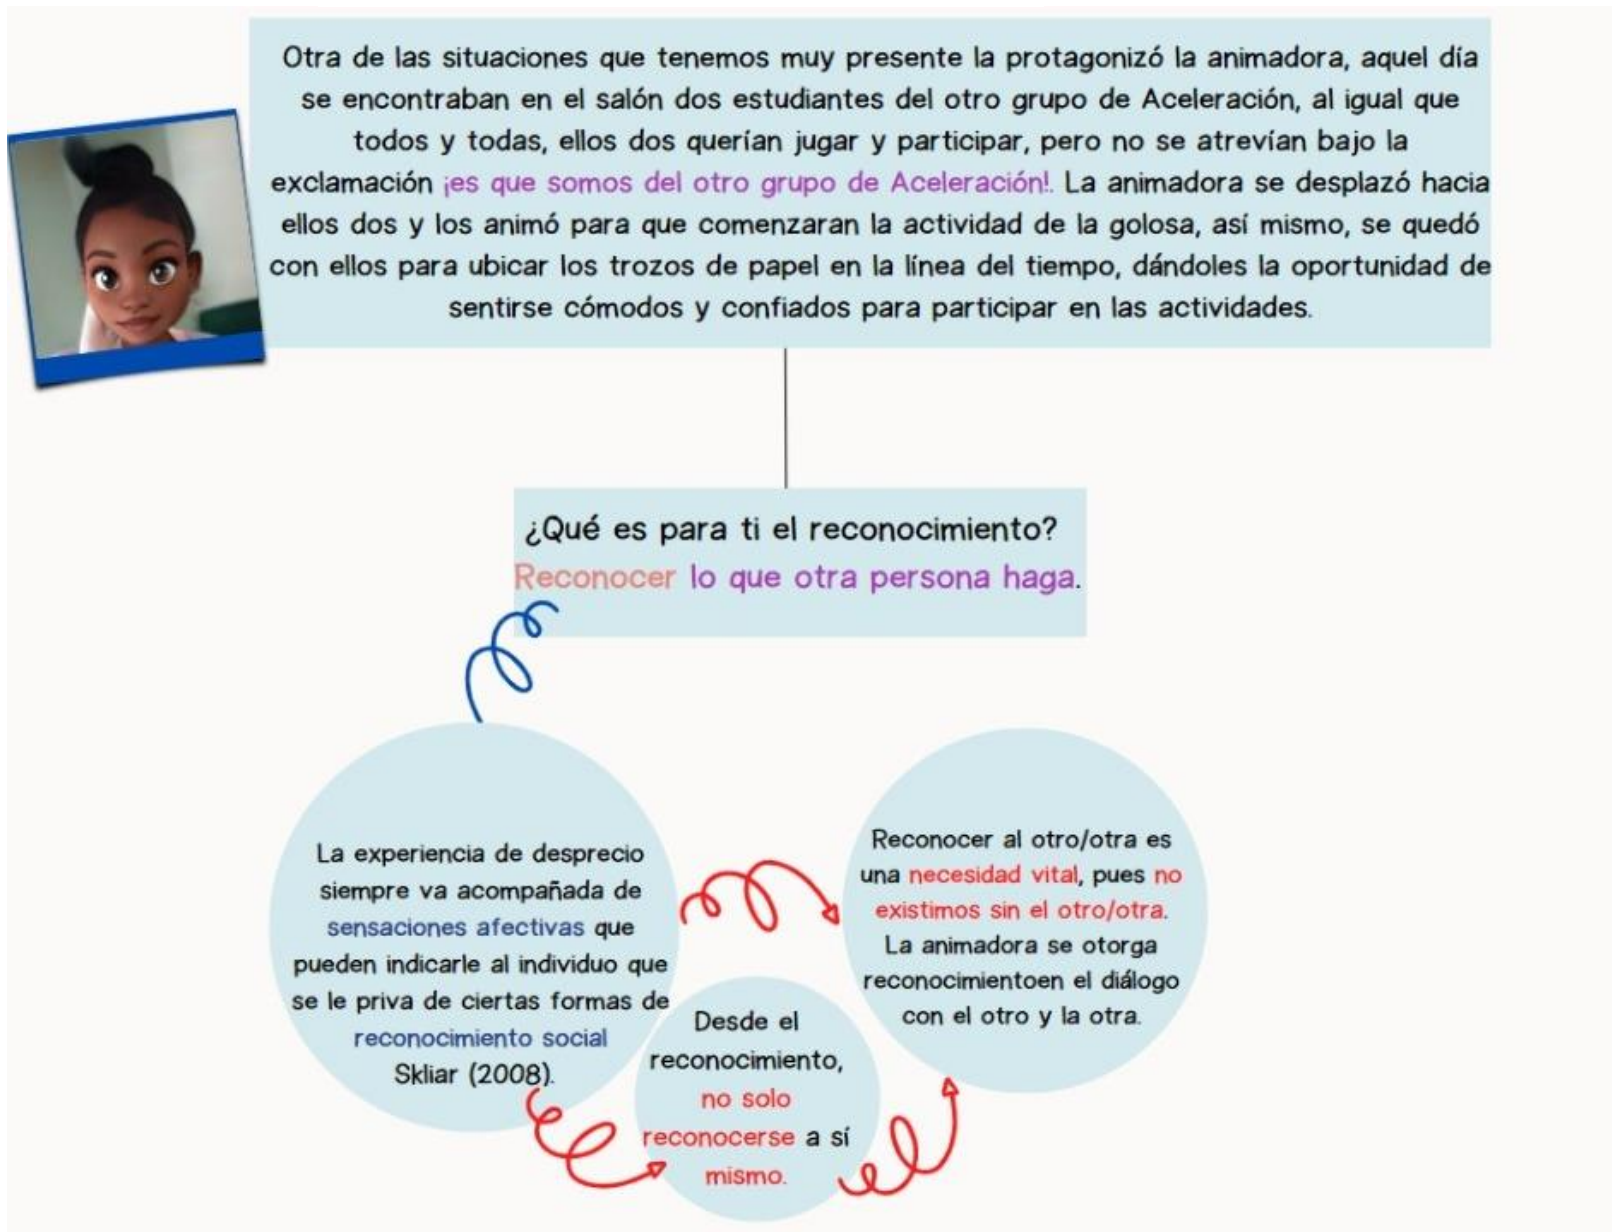 Otra de las situaciones que tenemos muy presente la protagonizó la animadora, aquel día
se encontraban en el salón dos estudiantes del otro grupo de Aceleración, al igual que
todos y todas, ellos dos querían jugar y participar, pero no se atrevían bajo la
exclamación ¡es que somos del otro grupo de Aceleración!. La animadora se desplazó hacia
ellos dos y los animó para que comenzaran la actividad de la golosa, así mismo, se quedó
con ellos para ubicar los trozos de papel en la línea del tiempo, dándoles la oportunidad de
sentirse cómodos y confiados para participar en las actividades.
¿Qué es para ti el reconocimiento?
Reconocer lo que otra persona haga.
La experiencia de desprecio
siempre va acompañada de
sensaciones afectivas que
pueden indicarle al individuo que
se le priva de ciertas formas de
reconocimiento social
Skliar (2008).
Desde el
reconocimiento,
no solo
reconocerse a sí
mismo.
Reconocer al otro/otra es
una necesidad vital, pues no
existimos sin el otro/otra.
La animadora se otorga
reconocimientoen el diálogo
con el otro y la otra.